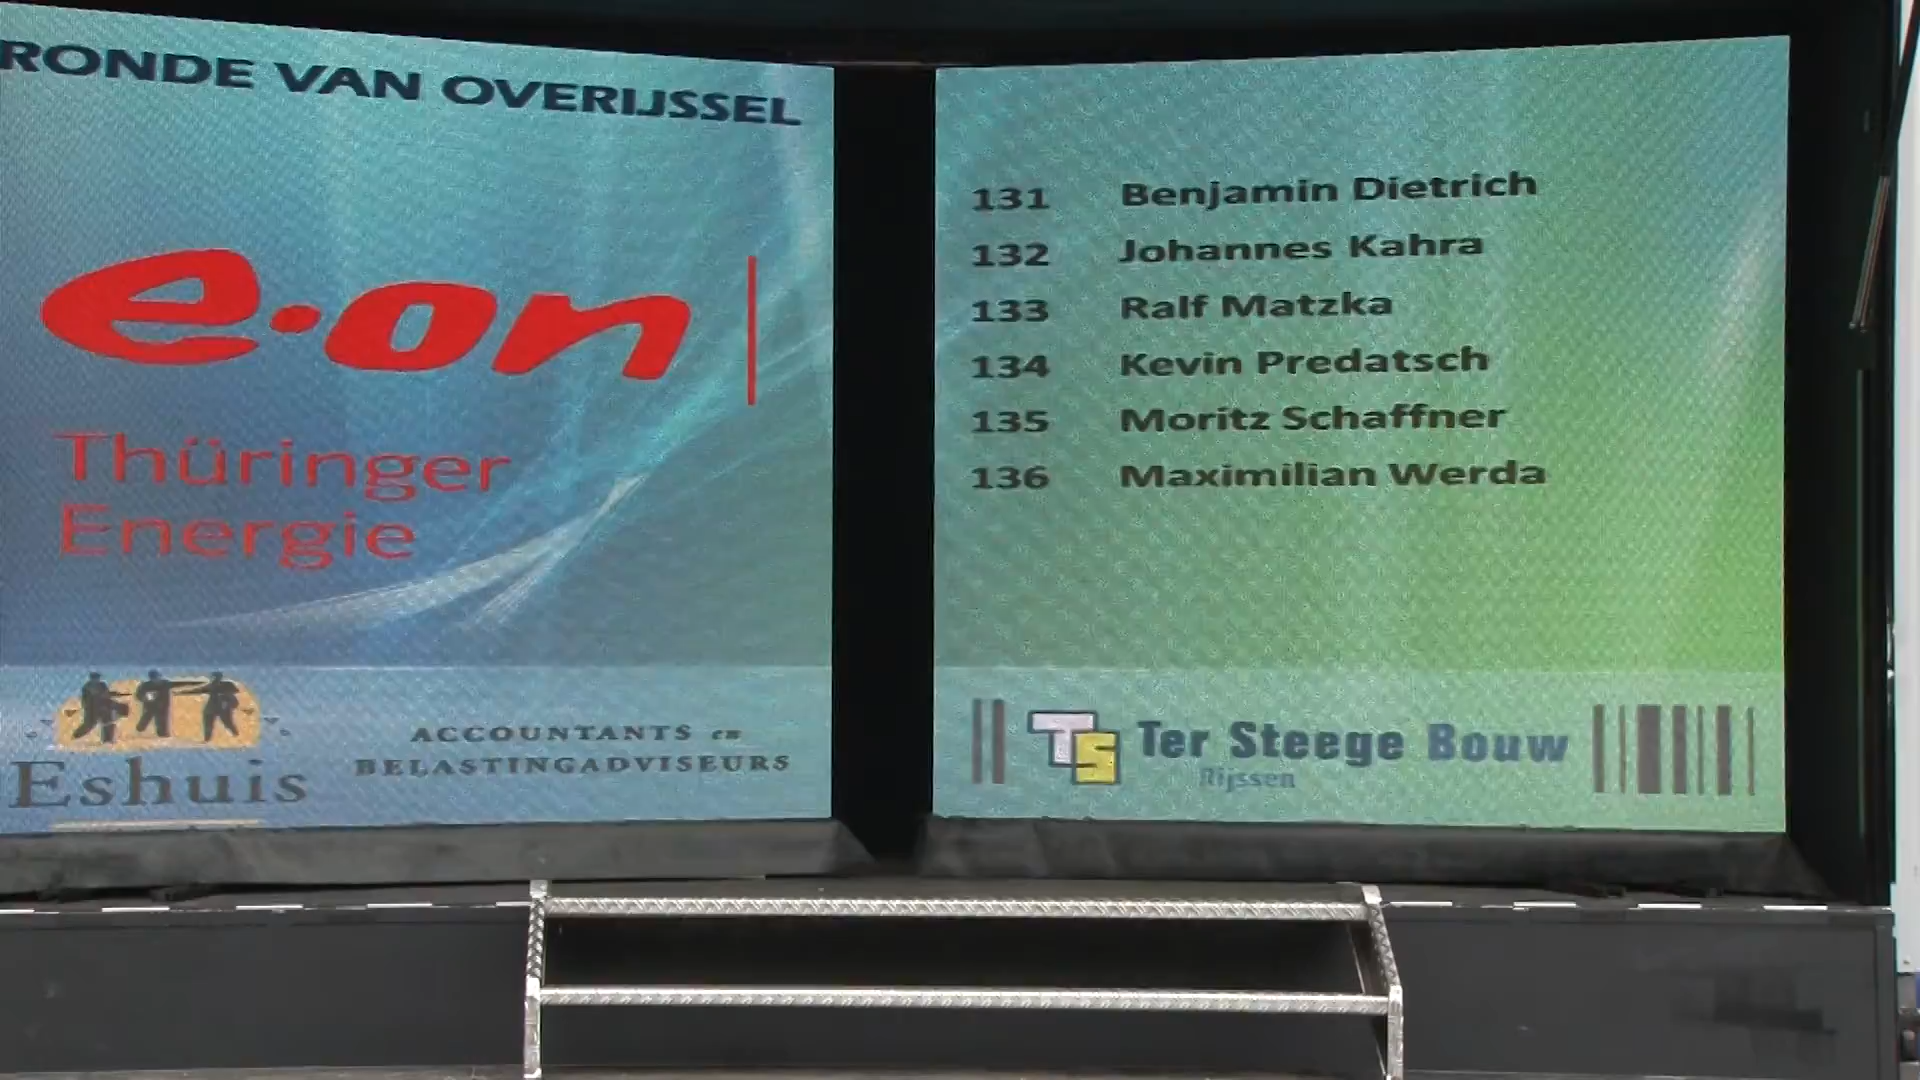 RONDE VAN OVERIJSSEL
e·on
Thüringer
Energie
Eshuis
ACCOUNTANTS en
BELASTINGADVISEURS
131 Benjamin Dietrich
132 Johannes Kahra
133 Ralf Matzka
134 Kevin Predatsch
135 Moritz Schaffner
136 Maximilian Werda
TS Ter Steege Bouw
Rijssen